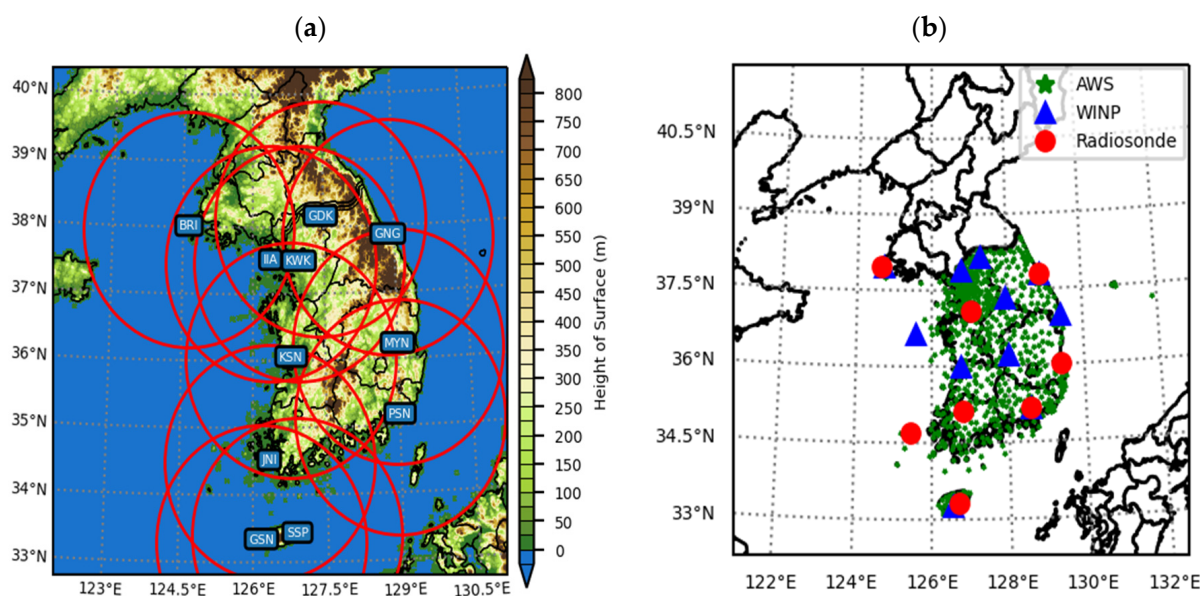 (a)
(b)
40°N
39°N
38°N
37°N
36°N
35°N
34°N
33°N
123°E
124.5°E
126°E
127.5°E
129°E
130.5°E
BRI
GDK
GNG
IIA
KWK
MYN
KSN
PSN
JNI
GSN
SSP
800
750
700
650
600
550
500
450
400
350
300
250
200
150
100
50
0
Height of Surface (m)
AWS
WINP
Radiosonde
40.5°N
39°N
37.5°N
36°N
34.5°N
33°N
122°E
124°E
126°E
128°E
130°E
132°E